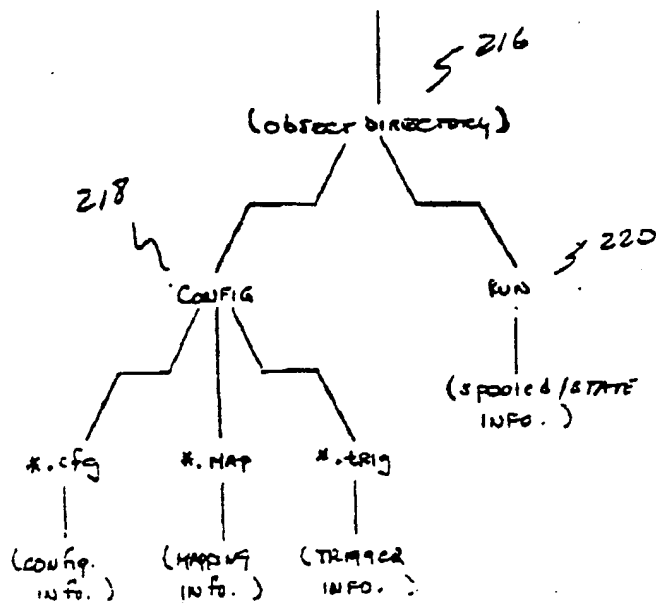 216
(OBJECT DIRECTORY)
218
220
CONFIG
RUN
(SPOOLED/STATE
INFO.)
*.cfg
*.MAP
*.tRIg
(CONFIG.
INFO.)
(MAPPING
INFO.)
(TRIGGER
INFO.)